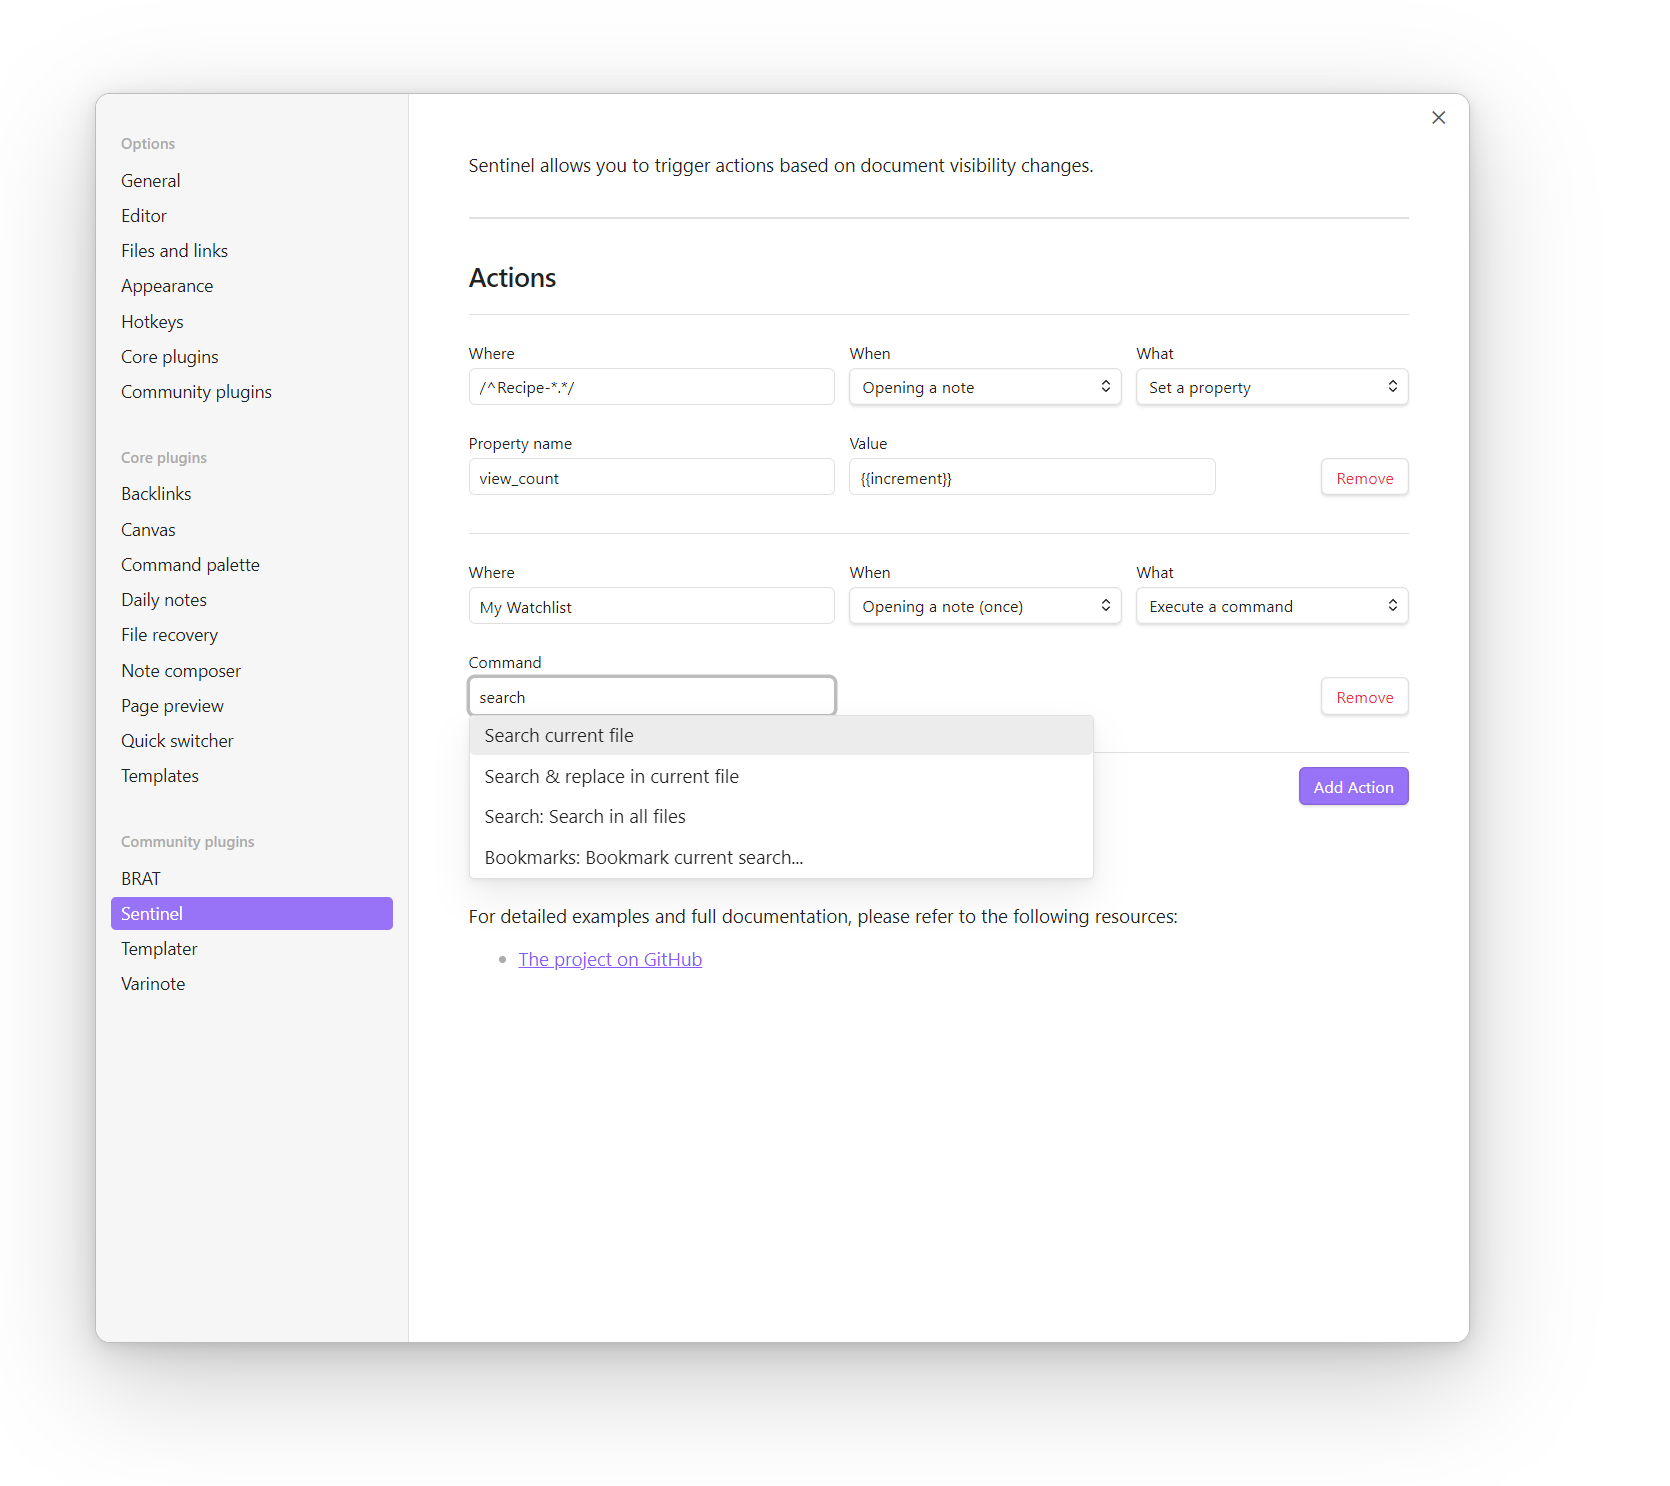 Options
General
Editor
Files and links
Appearance
Hotkeys
Core plugins
Community plugins
Core plugins
Backlinks
Canvas
Command palette
Daily notes
File recovery
Note composer
Page preview
Quick switcher
Templates
Community plugins
BRAT
Sentinel
Templater
Varinote
Sentinel allows you to trigger actions based on document visibility changes.
Actions
Where When What
/^Recipe-*.*/ Opening a note Set a property
Property name Value
view_count {{increment}} Remove
Where When What
My Watchlist Opening a note (once) Execute a command
Command
search Remove
Search current file
Search & replace in current file
Add Action
Search: Search in all files
Bookmarks: Bookmark current search...
For detailed examples and full documentation, please refer to the following resources:
The project on GitHub